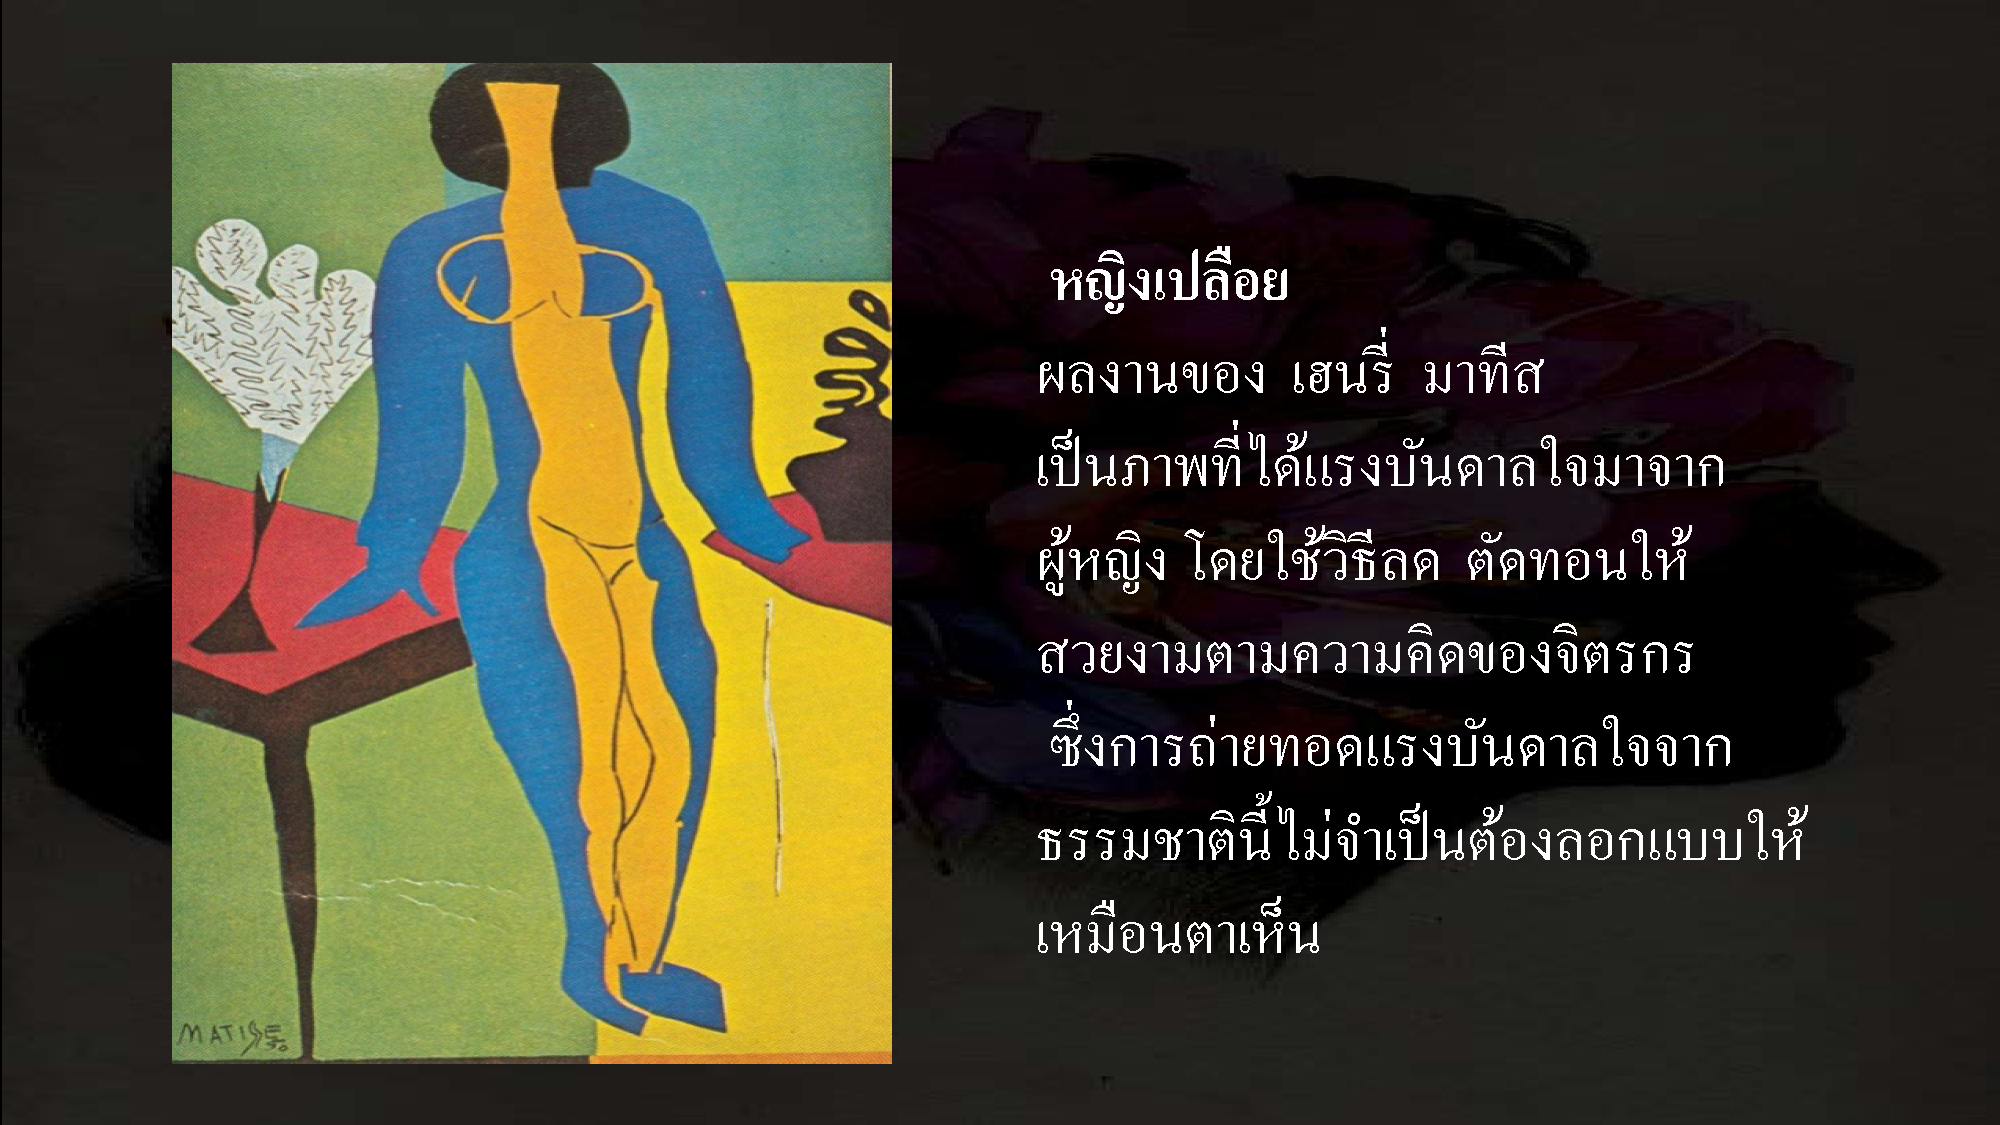 หญิงเปลือย
ผลงานของ เฮนรี่ มาทีส
เป็นภาพที่ได้แรงบันดาลใจมาจาก
ผู้หญิง โดยใช้วิธีลด ตัดทอนให้
สวยงามตามความคิดของจิตรกร
ซึ่งการถ่ายทอดแรงบันดาลใจจาก
ธรรมชาตินี้ไม่จำเป็นต้องลอกแบบให้
เหมือนตาเห็น
MATISSE
50